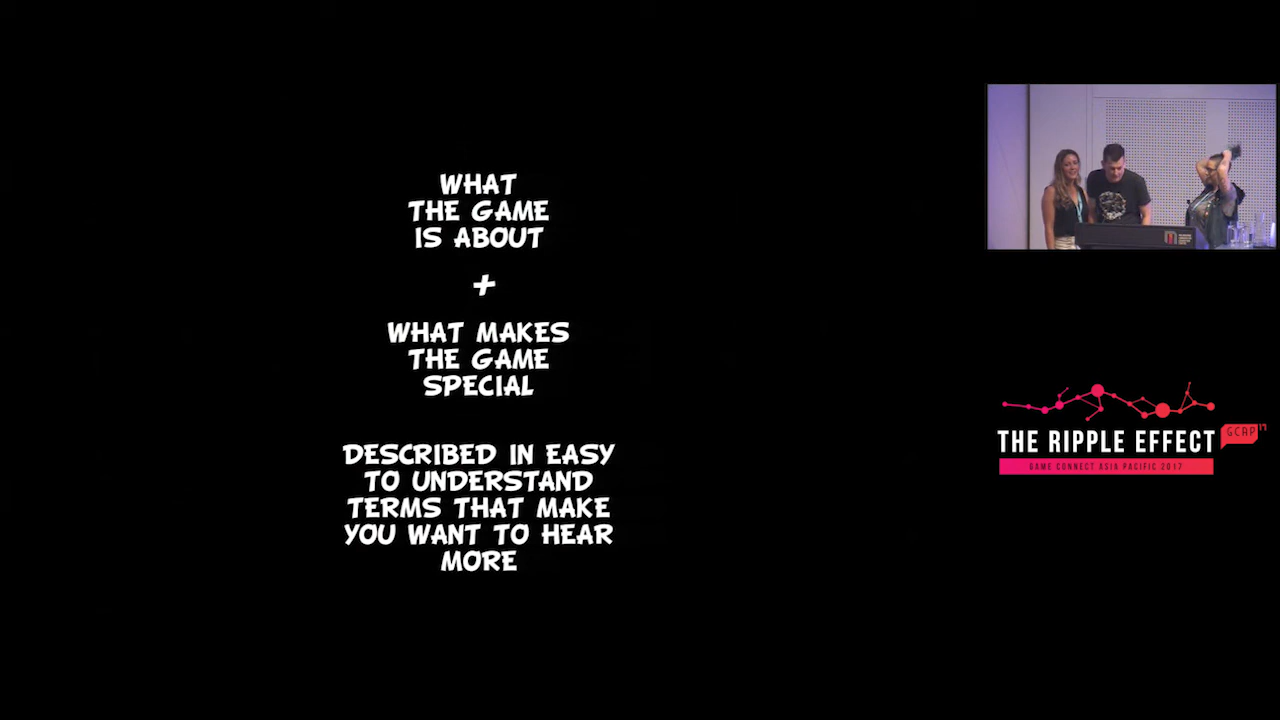 WHAT
THE GAME
IS ABOUT
+
WHAT MAKES
THE GAME
SPECIAL
DESCRIBED IN EASY
TO UNDERSTAND
TERMS THAT MAKE
YOU WANT TO HEAR
MORE
THE RIPPLE EFFECT
GCAP17
GAME CONNECT ASIA PACIFIC 2017